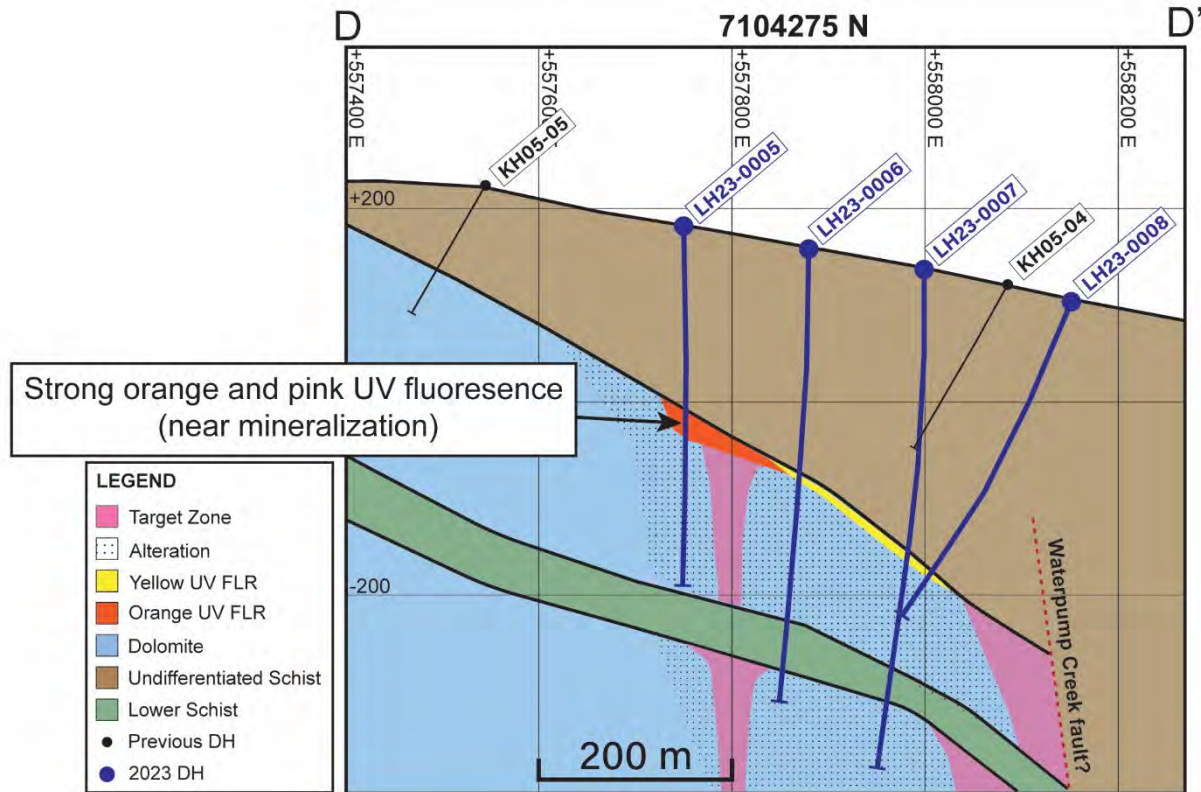 D
7104275 N
D'
+557400 E
+557600 E
+557800 E
+558000 E
+558200 E
KH05-05
LH23-0005
LH23-0006
LH23-0007
KH05-04
LH23-0008
+200
Strong orange and pink UV fluoresence
(near mineralization)
LEGEND
Target Zone
Alteration
Yellow UV FLR
Orange UV FLR
Dolomite
Undifferentiated Schist
Lower Schist
Previous DH
2023 DH
-200
Waterpump Creek fault?
200 m